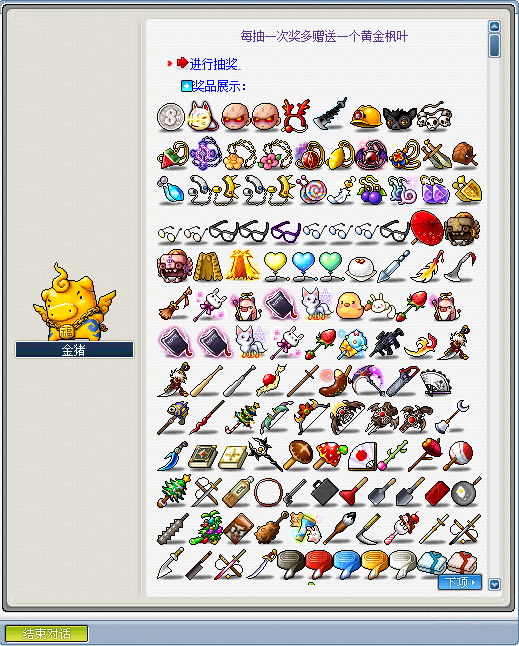 每抽一次奖多赠送一个黄金枫叶
进行抽奖
奖品展示：
金猪
下项
结束对话